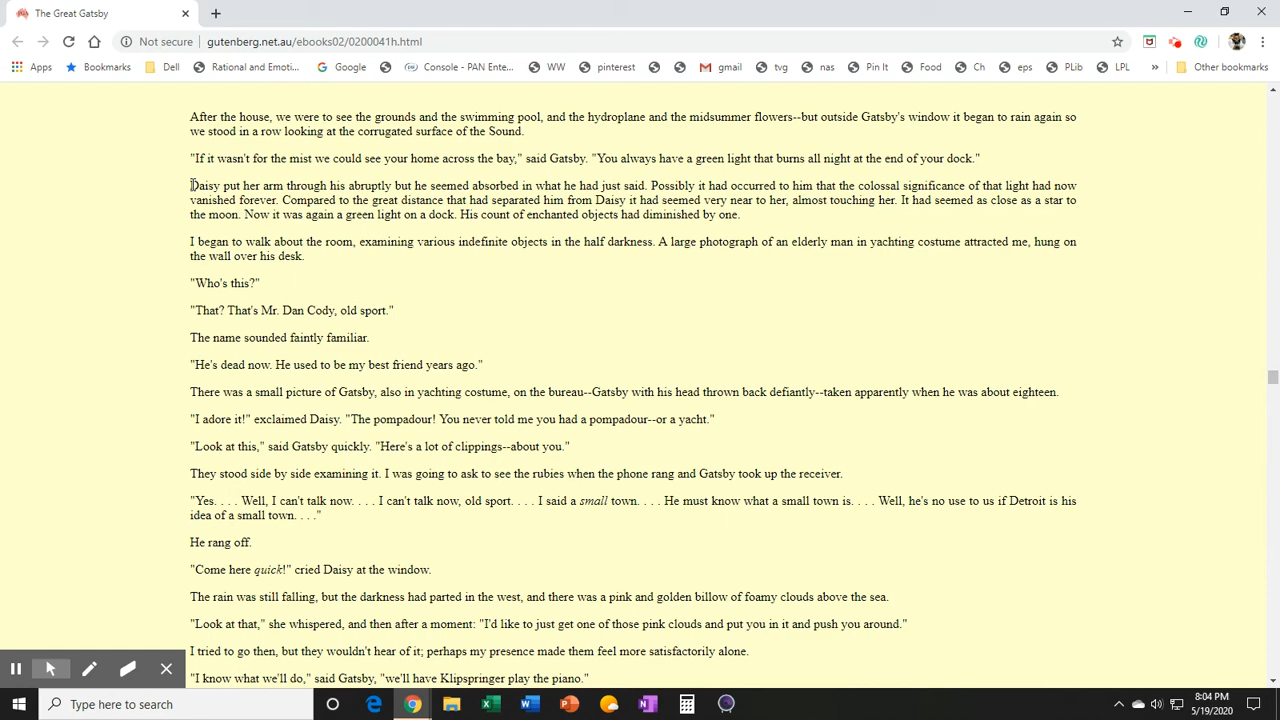 The Great Gatsby
Not secure | gutenberg.net.au/ebooks02/0200041h.html
Apps Bookmarks Dell Rational and Emoti... Google Console - PAN Ente... WW pinterest gmail tvg nas Pin It Food Ch eps PLib LPL » Other bookmarks
After the house, we were to see the grounds and the swimming pool, and the hydroplane and the midsummer flowers--but outside Gatsby's window it began to rain again so
we stood in a row looking at the corrugated surface of the Sound.
"If it wasn't for the mist we could see your home across the bay," said Gatsby. "You always have a green light that burns all night at the end of your dock."
Daisy put her arm through his abruptly but he seemed absorbed in what he had just said. Possibly it had occurred to him that the colossal significance of that light had now
vanished forever. Compared to the great distance that had separated him from Daisy it had seemed very near to her, almost touching her. It had seemed as close as a star to
the moon. Now it was again a green light on a dock. His count of enchanted objects had diminished by one.
I began to walk about the room, examining various indefinite objects in the half darkness. A large photograph of an elderly man in yachting costume attracted me, hung on
the wall over his desk.
"Who's this?"
"That? That's Mr. Dan Cody, old sport."
The name sounded faintly familiar.
"He's dead now. He used to be my best friend years ago."
There was a small picture of Gatsby, also in yachting costume, on the bureau--Gatsby with his head thrown back defiantly--taken apparently when he was about eighteen.
"I adore it!" exclaimed Daisy. "The pompadour! You never told me you had a pompadour--or a yacht."
"Look at this," said Gatsby quickly. "Here's a lot of clippings--about you."
They stood side by side examining it. I was going to ask to see the rubies when the phone rang and Gatsby took up the receiver.
"Yes. . . . Well, I can't talk now. . . . I can't talk now, old sport. . . . I said a small town. . . . He must know what a small town is. . . . Well, he's no use to us if Detroit is his
idea of a small town. . . ."
He rang off.
"Come here quick!" cried Daisy at the window.
The rain was still falling, but the darkness had parted in the west, and there was a pink and golden billow of foamy clouds above the sea.
"Look at that," she whispered, and then after a moment: "I'd like to just get one of those pink clouds and put you in it and push you around."
I tried to go then, but they wouldn't hear of it; perhaps my presence made them feel more satisfactorily alone.
"I know what we'll do," said Gatsby, "we'll have Klipspringer play the piano."
Type here to search
8:04 PM
5/19/2020